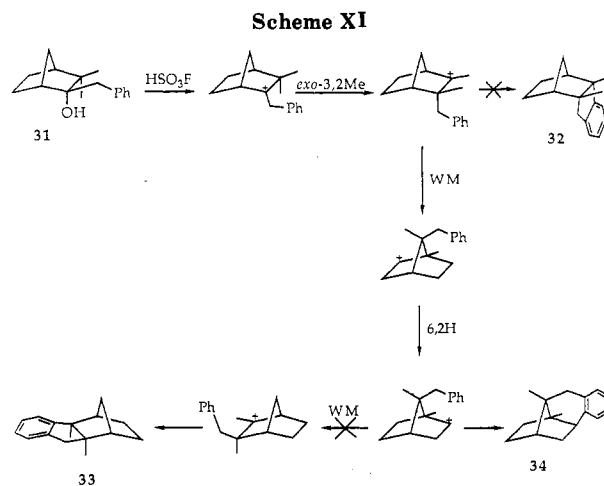 Scheme XI
Ph
OH
31
HSO₃F
Ph
exo-3,2Me
Ph
32
WM
Ph
6,2H
33
Ph
WM
Ph
34